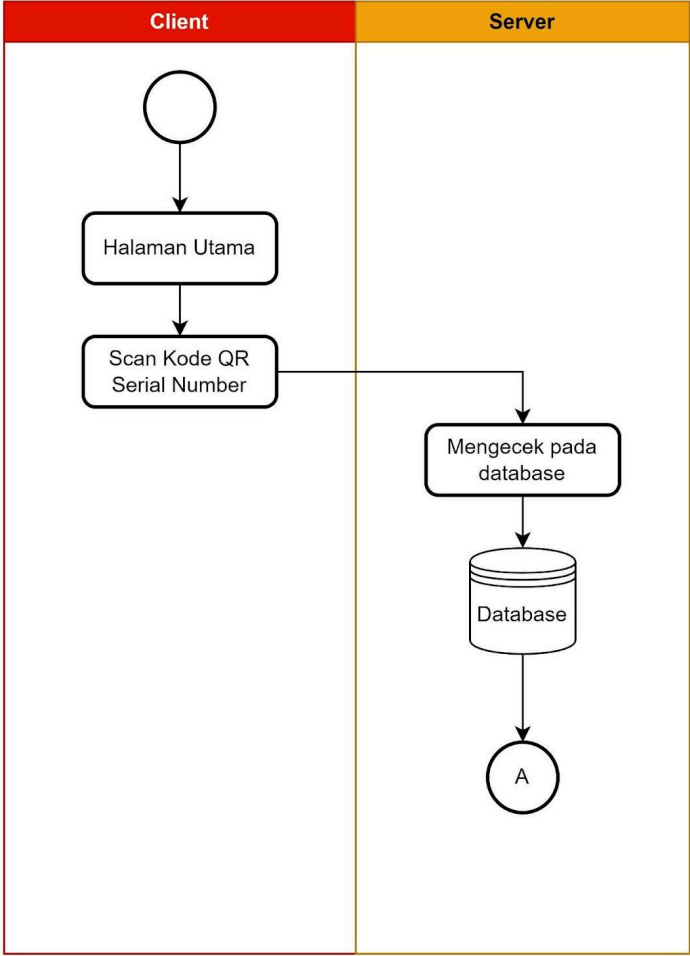 Client
Server
Halaman Utama
Scan Kode QR
Serial Number
Mengecek pada
database
Database
A